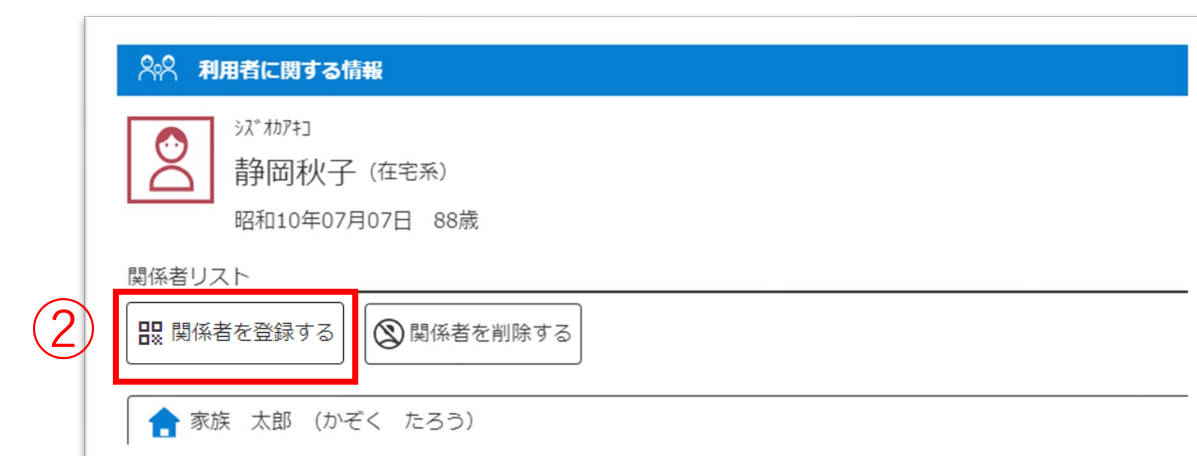 利用者に関する情報
ｼｽﾞｵｶｱｷｺ
静岡秋子（在宅系）
昭和10年07月07日　88歳
関係者リスト
②
関係者を登録する
関係者を削除する
家族　太郎　（かぞく　たろう）